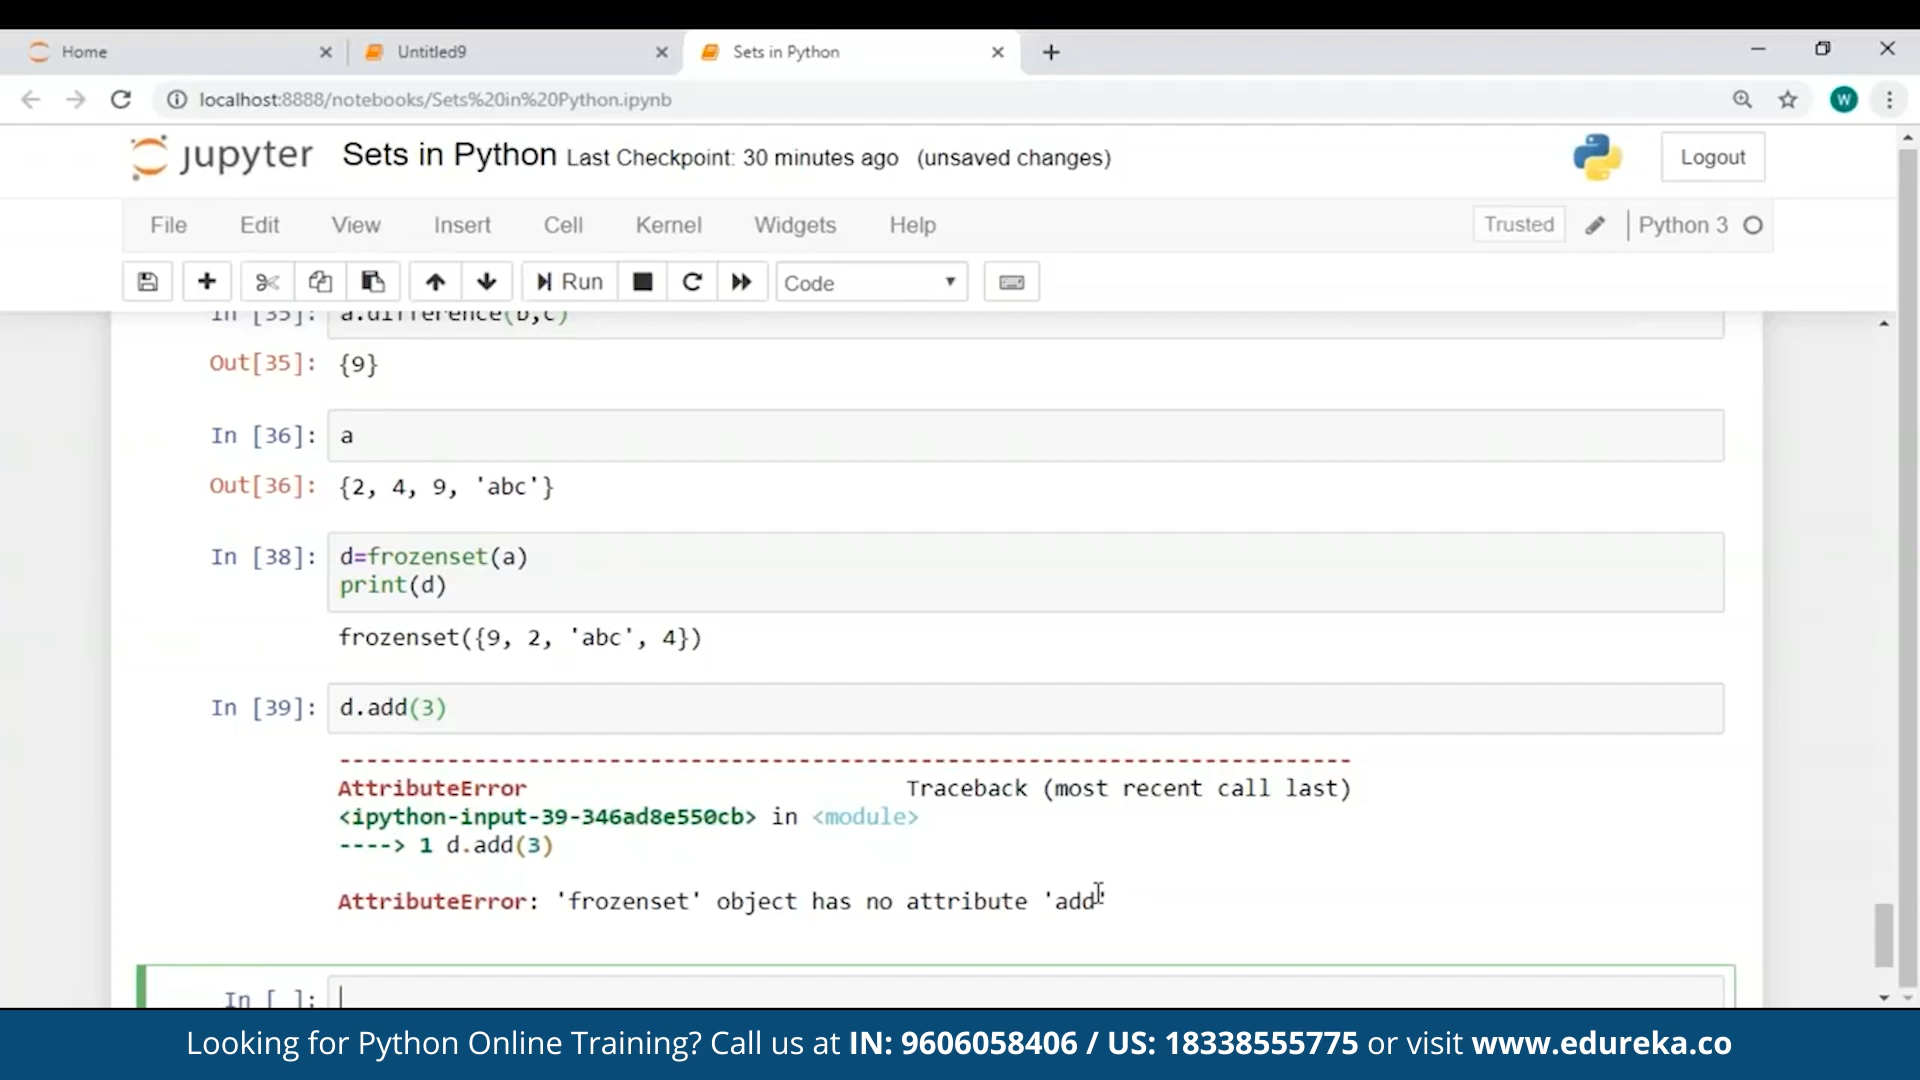 Home
Untitled9
Sets in Python
localhost:8888/notebooks/Sets%20in%20Python.ipynb
W
jupyter Sets in Python Last Checkpoint: 30 minutes ago (unsaved changes)
Logout
File Edit View Insert Cell Kernel Widgets Help
Trusted Python 3
Run Code
In [35]: a.difference(b,c)
Out[35]: {9}
In [36]: a
Out[36]: {2, 4, 9, 'abc'}
In [38]: d=frozenset(a)
print(d)
frozenset({9, 2, 'abc', 4})
In [39]: d.add(3)
---------------------------------------------------------------------------
AttributeError Traceback (most recent call last)
<ipython-input-39-346ad8e550cb> in <module>
----> 1 d.add(3)
AttributeError: 'frozenset' object has no attribute 'add'
In [ ]:
Looking for Python Online Training? Call us at IN: 9606058406 / US: 18338555775 or visit www.edureka.co